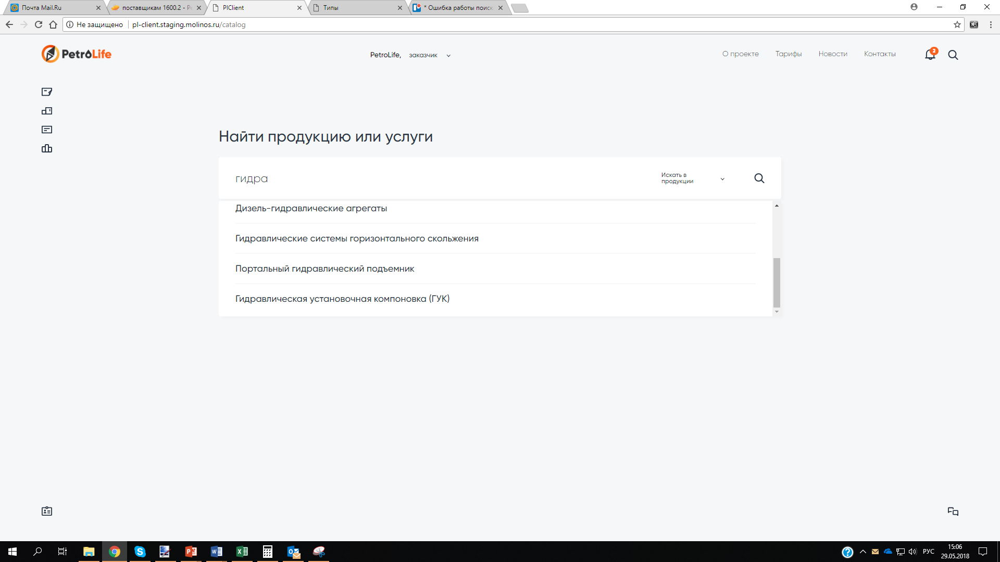 Почта Mail.Ru
поставщикам 1600.2 - Ре
PlClient
Типы
* Ошибка работы поиск
Не защищено
pl-client.staging.molinos.ru/catalog
PetroLife
PetroLife, заказчик
О проекте
Тарифы
Новости
Контакты
2
Найти продукцию или услуги
гидра
Искать в
продукции
Дизель-гидравлические агрегаты
Гидравлические системы горизонтального скольжения
Портальный гидравлический подъемник
Гидравлическая установочная компоновка (ГУК)
РУС
15:06
29.05.2018